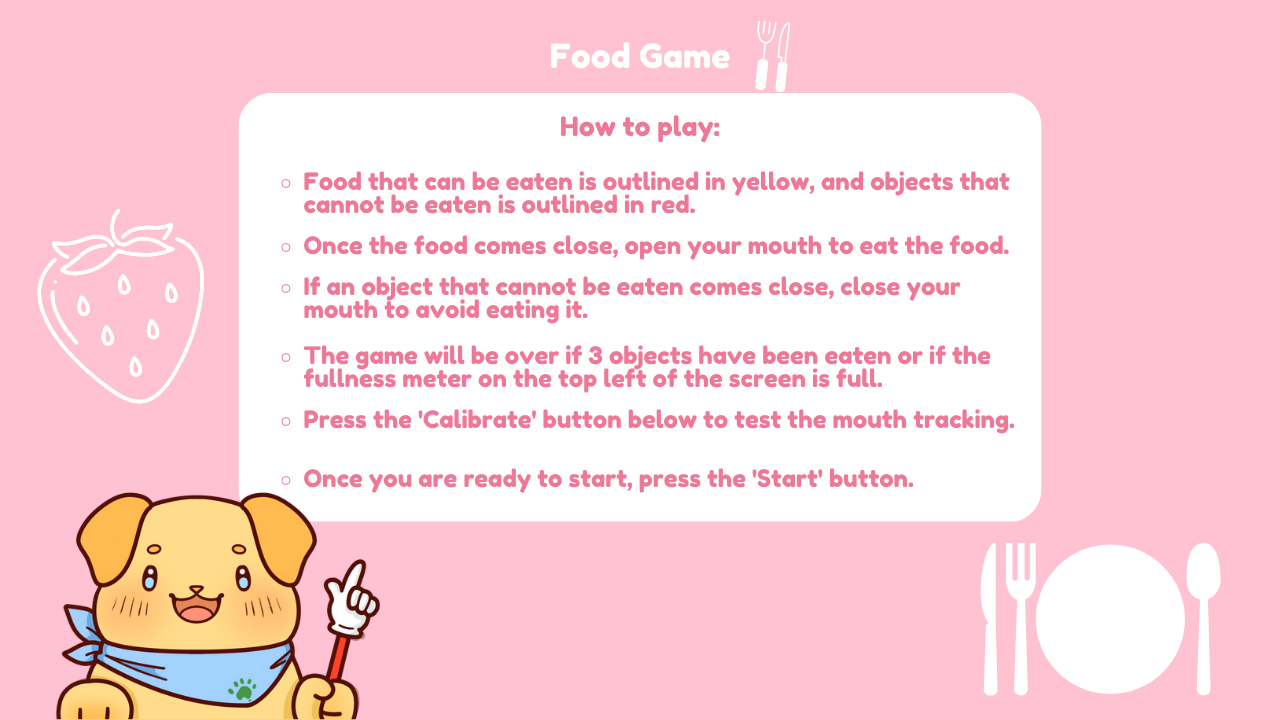 Food Game
How to play:
Food that can be eaten is outlined in yellow, and objects that
cannot be eaten is outlined in red.
Once the food comes close, open your mouth to eat the food.
If an object that cannot be eaten comes close, close your
mouth to avoid eating it.
The game will be over if 3 objects have been eaten or if the
fullness meter on the top left of the screen is full.
Press the 'Calibrate' button below to test the mouth tracking.
Once you are ready to start, press the 'Start' button.